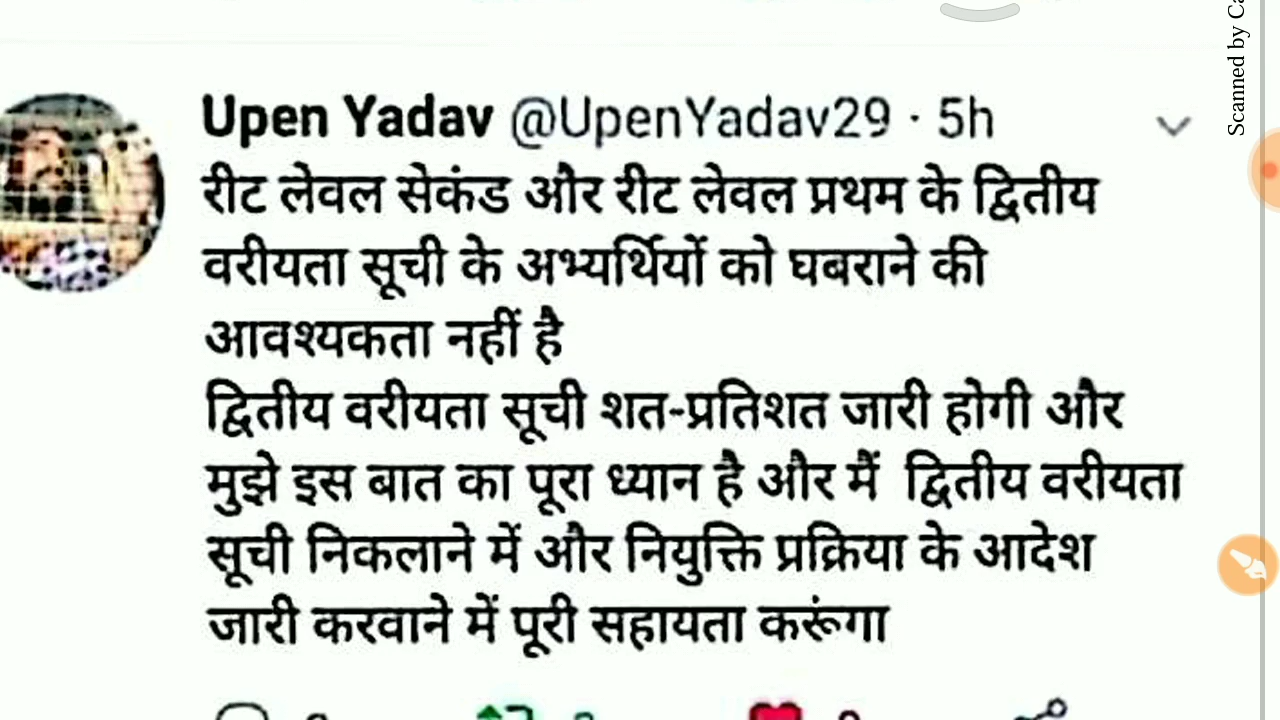 Scanned by Ca
Upen Yadav @UpenYadav29 · 5h
रीट लेवल सेकंड और रीट लेवल प्रथम के द्वितीय
वरीयता सूची के अभ्यर्थियों को घबराने की
आवश्यकता नहीं है
द्वितीय वरीयता सूची शत-प्रतिशत जारी होगी और
मुझे इस बात का पूरा ध्यान है और मैं द्वितीय वरीयता
सूची निकलाने में और नियुक्ति प्रक्रिया के आदेश
जारी करवाने में पूरी सहायता करूंगा